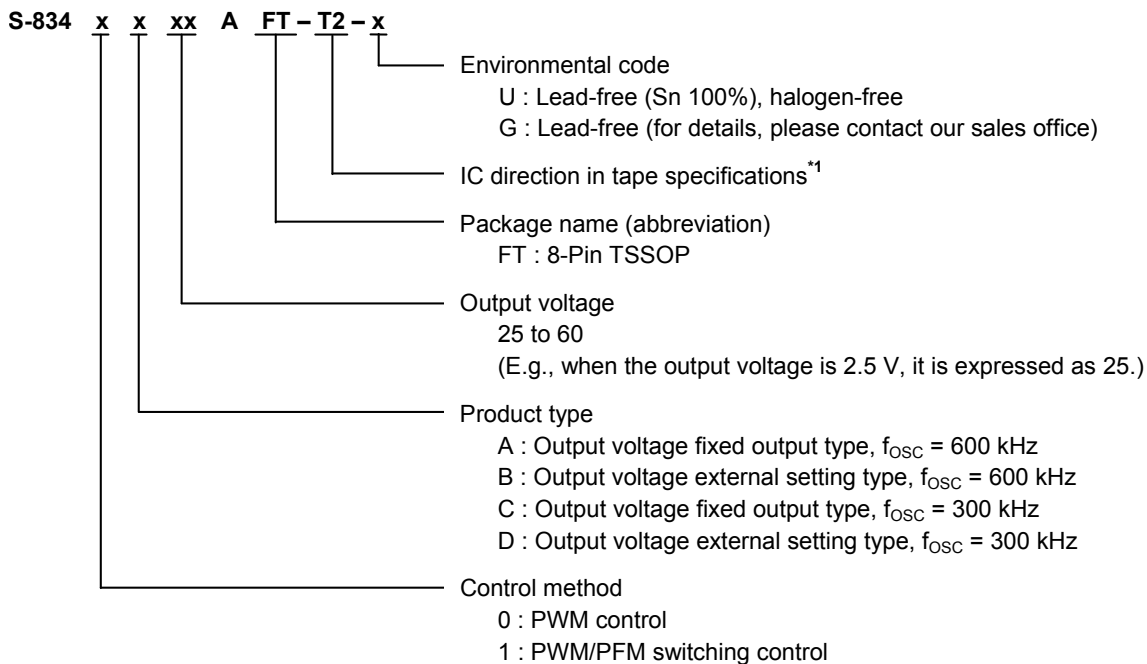 S-834 x x xx A FT – T2 – x
Environmental code
U : Lead-free (Sn 100%), halogen-free
G : Lead-free (for details, please contact our sales office)
IC direction in tape specifications*1
Package name (abbreviation)
FT : 8-Pin TSSOP
Output voltage
25 to 60
(E.g., when the output voltage is 2.5 V, it is expressed as 25.)
Product type
A : Output voltage fixed output type, fOSC = 600 kHz
B : Output voltage external setting type, fOSC = 600 kHz
C : Output voltage fixed output type, fOSC = 300 kHz
D : Output voltage external setting type, fOSC = 300 kHz
Control method
0 : PWM control
1 : PWM/PFM switching control